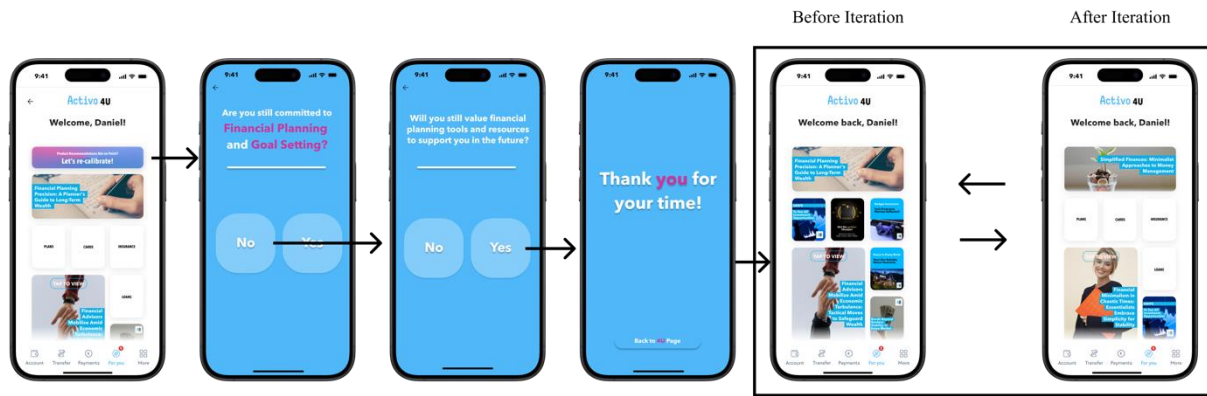 Before Iteration
After Iteration
9:41
Activo 4U
Welcome, Daniel!
Let's re-calibrate!
Financial Planning
Precision: A Planner's
Guide to Long-Term
Wealth
PLANS
CARDS
INSURANCE
TAP TO VIEW
LOANS
Financial
Advisors
Mobilize Amid
Economic
Turbulence:
Account
Transfer
Payments
For you
More
9:41
Are you still committed to
Financial Planning
and Goal Setting?
No
Yes
9:41
Will you still value financial
planning tools and resources
to support you in the future?
No
Yes
9:41
Thank you for
your time!
Back to 4U Page
9:41
Activo 4U
Welcome back, Daniel!
Financial Planning
Precision: A Planner's
Guide to Long-Term
Wealth
TAP TO VIEW
Financial
Advisors
Mobilize Amid
Economic
Turbulence:
Tactical Moves
to Safeguard
Wealth
Account
Transfer
Payments
For you
More
9:41
Activo 4U
Welcome back, Daniel!
Simplified Finances: Minimalist
Approaches to Money
Management
PLANS
CARDS
INSURANCE
TAP TO VIEW
LOANS
Financial
Minimalism in
Chaotic Times:
Essentialists
Embrace
Simplicity for
Stability
Account
Transfer
Payments
For you
More